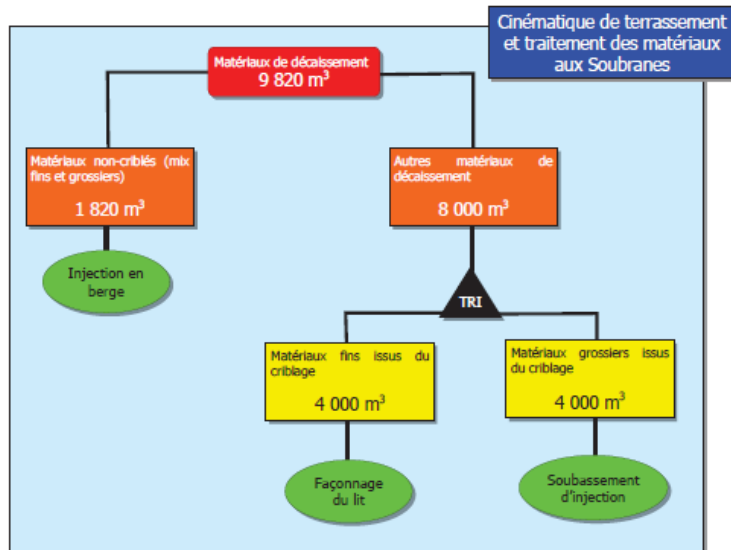 Cinématique de terrassement
et traitement des matériaux
aux Soubranes
Matériaux de décaissement
9 820 m³
Matériaux non-criblés (mix
fins et grossiers)
1 820 m³
Autres matériaux de
décaissement
8 000 m³
Injection en
berge
TRI
Matériaux fins issus du
criblage
4 000 m³
Matériaux grossiers issus
du criblage
4 000 m³
Façonnage
du lit
Soubassement
d'injection